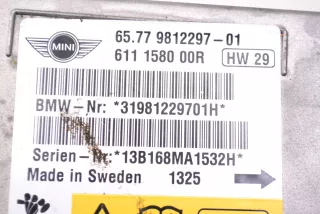 MINI
65.77 9812297-01
611 1580 00R
HW 29
BMW-Nr: *31981229701H*
Serien-Nr: *13B168MA1532H*
Made in Sweden 1325